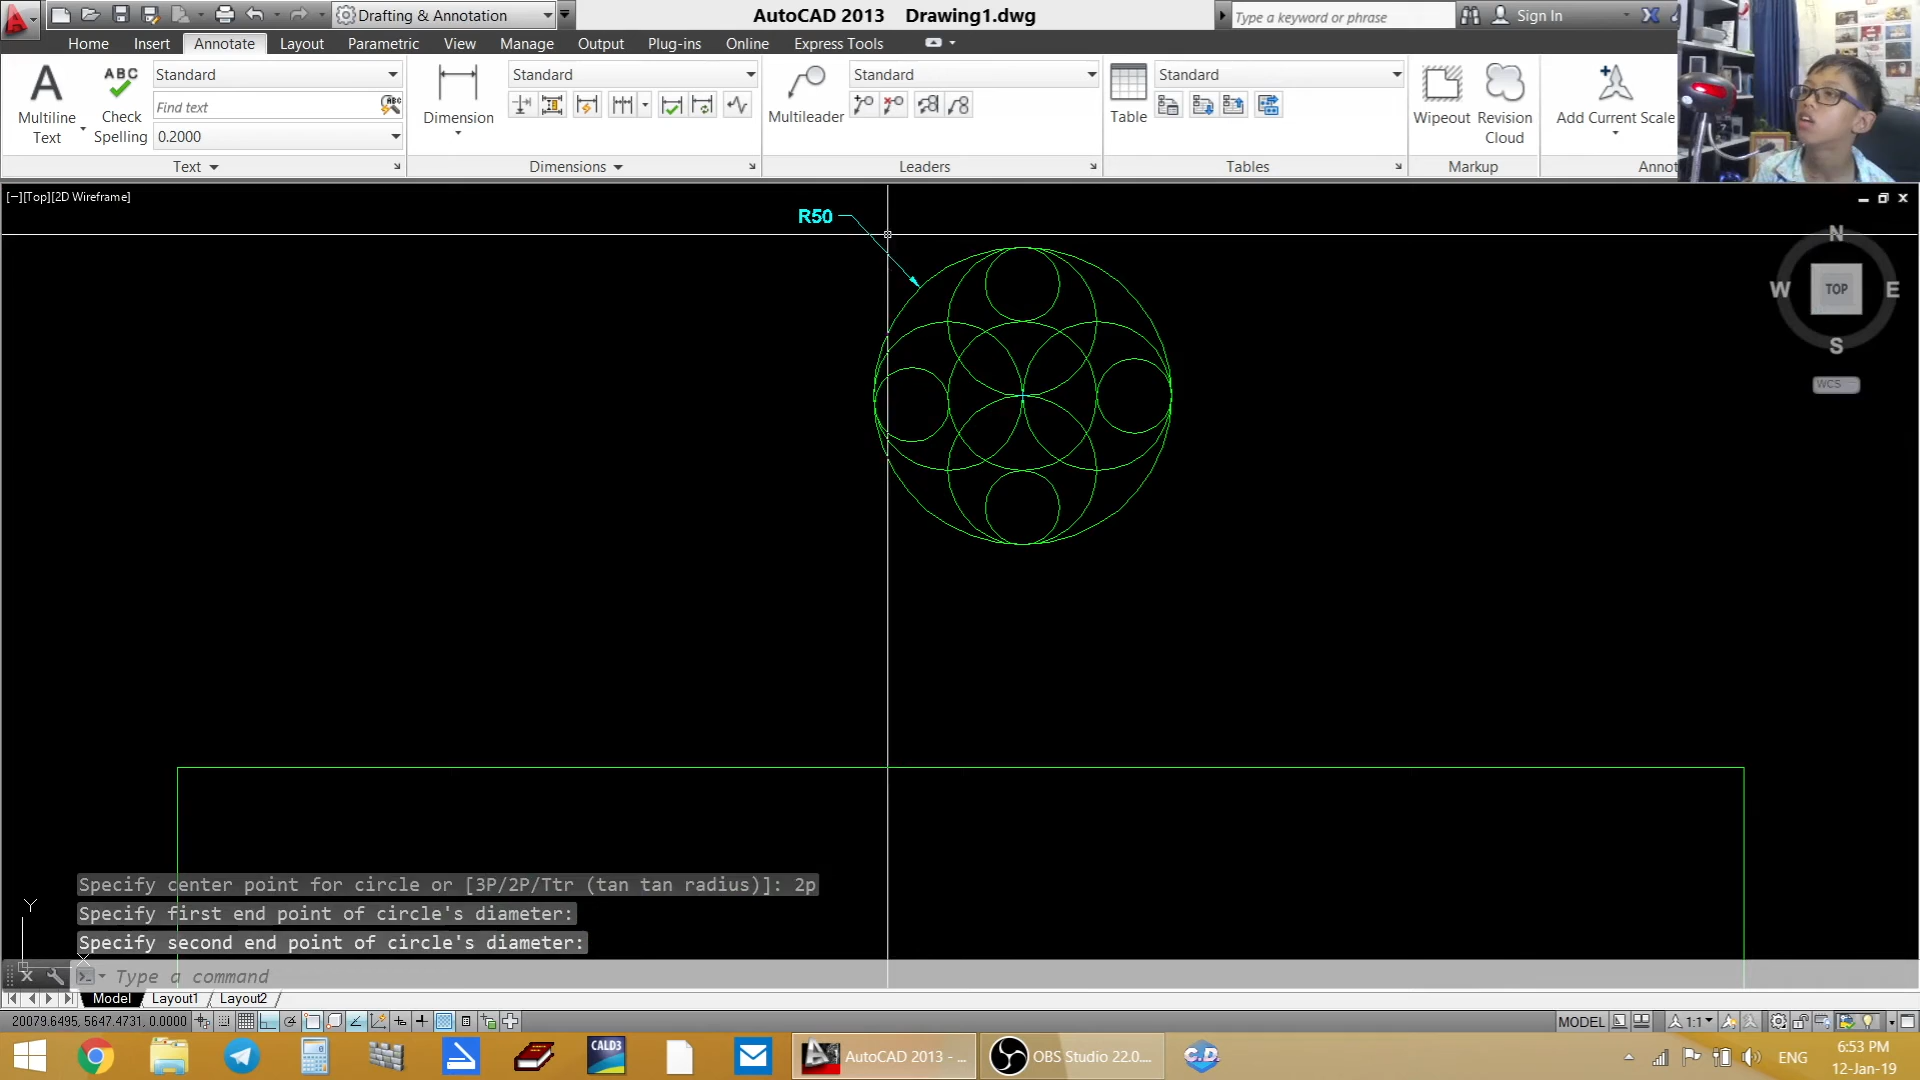 Drafting & Annotation
AutoCAD 2013 Drawing1.dwg
Type a keyword or phrase
Sign In
Home Insert Annotate Layout Parametric View Manage Output Plug-ins Online Express Tools
A
Multiline
Text
ABC
Check
Spelling
Standard
Find text
ABC
0.2000
Dimension
Standard
Multileader
Standard
Table
Standard
Wipeout
Revision
Cloud
Add Current Scale
Text
Dimensions
Leaders
Tables
Markup
Annot
[−][Top][2D Wireframe]
R50
N
W TOP E
S
WCS
Specify center point for circle or [3P/2P/Ttr (tan tan radius)]: 2p
Specify first end point of circle's diameter:
Specify second end point of circle's diameter:
Y
X
Type a command
Model Layout1 Layout2
20079.6495, 5647.4731, 0.0000
MODEL
1:1
CALD3
AutoCAD 2013 - ...
OBS Studio 22.0....
C.D
ENG
6:53 PM
12-Jan-19